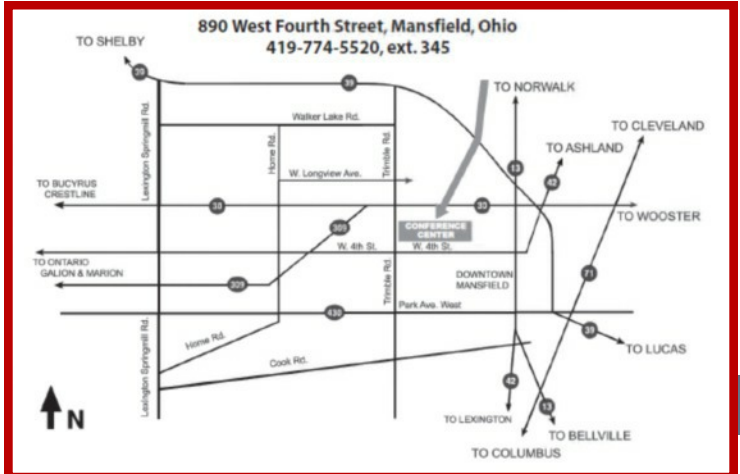 890 West Fourth Street, Mansfield, Ohio
419-774-5520, ext. 345
TO SHELBY
39
39
TO NORWALK
Lexington Springmill Rd.
Walker Lake Rd.
Home Rd.
Trimble Rd.
TO CLEVELAND
TO ASHLAND
13
42
W. Longview Ave.
TO BUCYRUS
CRESTLINE
30
30
TO WOOSTER
309
CONFERENCE
CENTER
W. 4th St.
W. 4th St.
TO ONTARIO
GALION & MARION
309
Trimble Rd.
DOWNTOWN
MANSFIELD
71
Park Ave. West
430
Lexington Springmill Rd.
Home Rd.
39
TO LUCAS
Cook Rd.
42
13
N
TO LEXINGTON
TO BELLVILLE
TO COLUMBUS